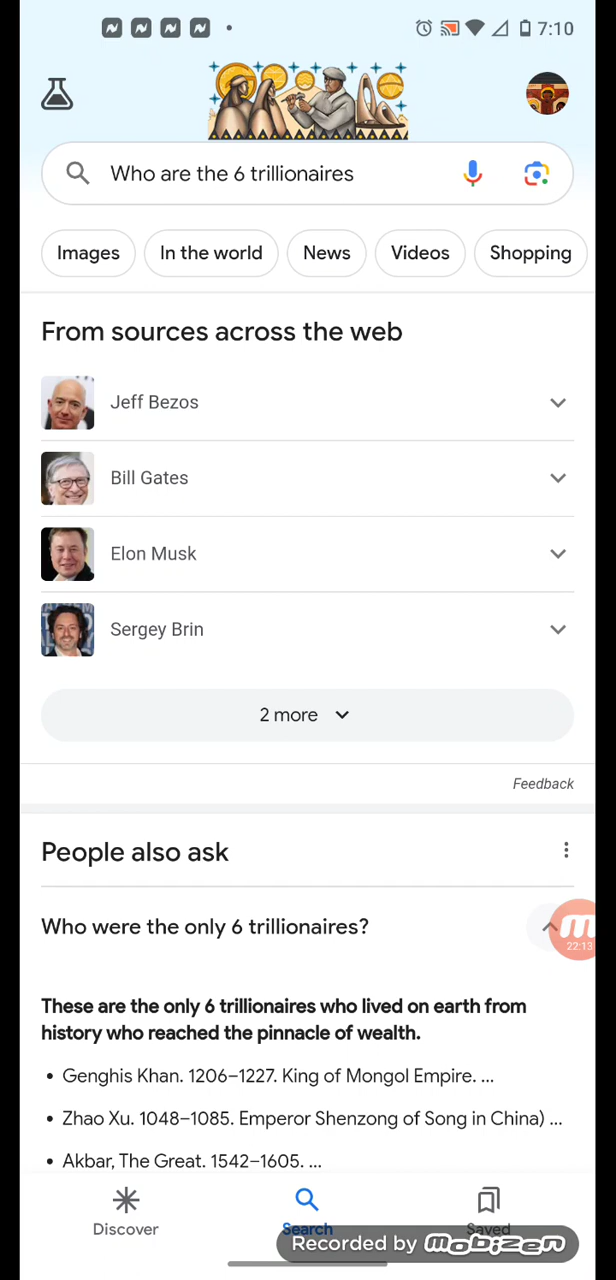 7:10
Who are the 6 trillionaires
Images In the world News Videos Shopping
From sources across the web
Jeff Bezos
Bill Gates
Elon Musk
Sergey Brin
2 more
Feedback
People also ask
Who were the only 6 trillionaires?
22:13
These are the only 6 trillionaires who lived on earth from
history who reached the pinnacle of wealth.
• Genghis Khan. 1206–1227. King of Mongol Empire. ...
• Zhao Xu. 1048–1085. Emperor Shenzong of Song in China) ...
• Akbar, The Great. 1542–1605. ...
Discover Search Saved
Recorded by mobizen